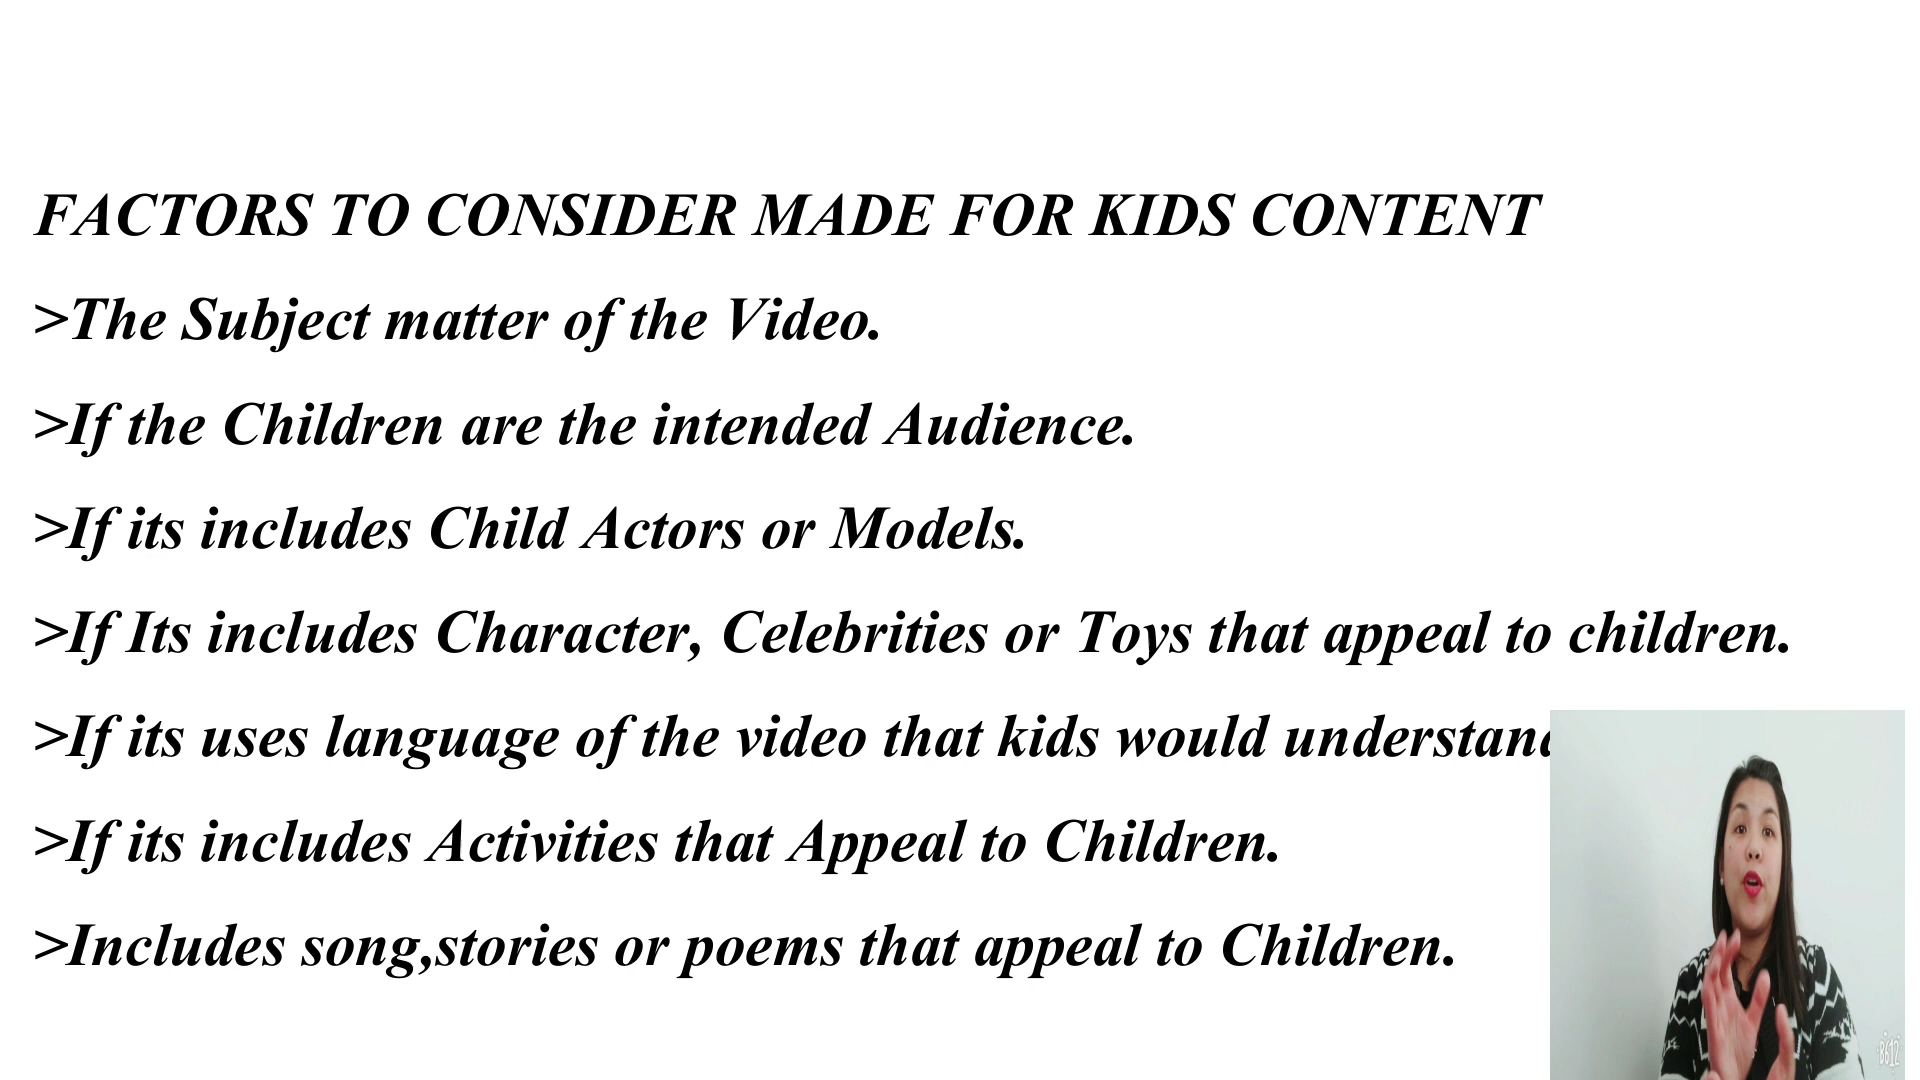 FACTORS TO CONSIDER MADE FOR KIDS CONTENT
>The Subject matter of the Video.
>If the Children are the intended Audience.
>If its includes Child Actors or Models.
>If Its includes Character, Celebrities or Toys that appeal to children.
>If its uses language of the video that kids would understand
>If its includes Activities that Appeal to Children.
>Includes song,stories or poems that appeal to Children.
B612